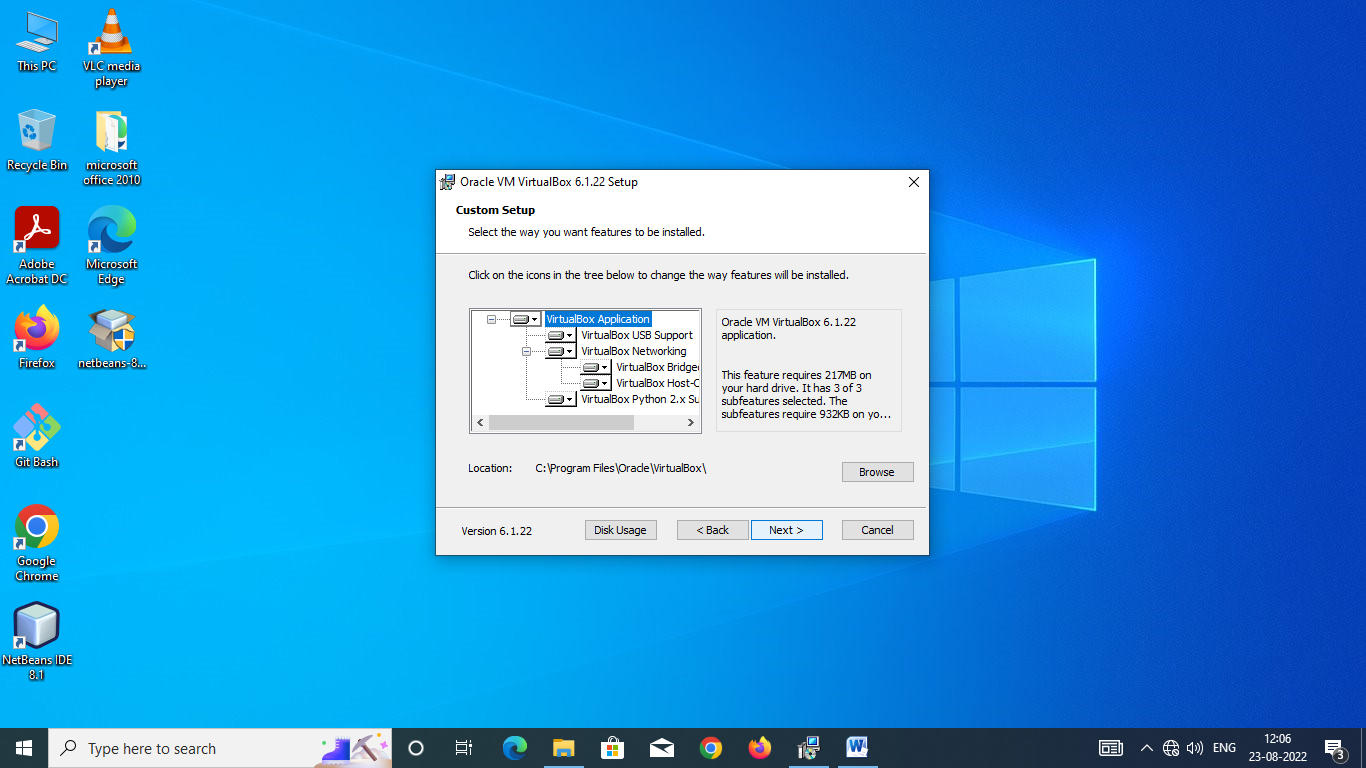 This PC
VLC media
player
Recycle Bin
microsoft
office 2010
Adobe
Acrobat DC
Microsoft
Edge
Firefox
netbeans-8...
Git Bash
Google
Chrome
NetBeans IDE
8.1
Oracle VM VirtualBox 6.1.22 Setup
Custom Setup
Select the way you want features to be installed.
Click on the icons in the tree below to change the way features will be installed.
VirtualBox Application
VirtualBox USB Support
VirtualBox Networking
VirtualBox Bridge
VirtualBox Host-C
VirtualBox Python 2.x Su
Oracle VM VirtualBox 6.1.22
application.
This feature requires 217MB on
your hard drive. It has 3 of 3
subfeatures selected. The
subfeatures require 932KB on yo...
Location: C:\Program Files\Oracle\VirtualBox\
Browse
Version 6.1.22
Disk Usage
< Back
Next >
Cancel
Type here to search
ENG
12:06
23-08-2022
3